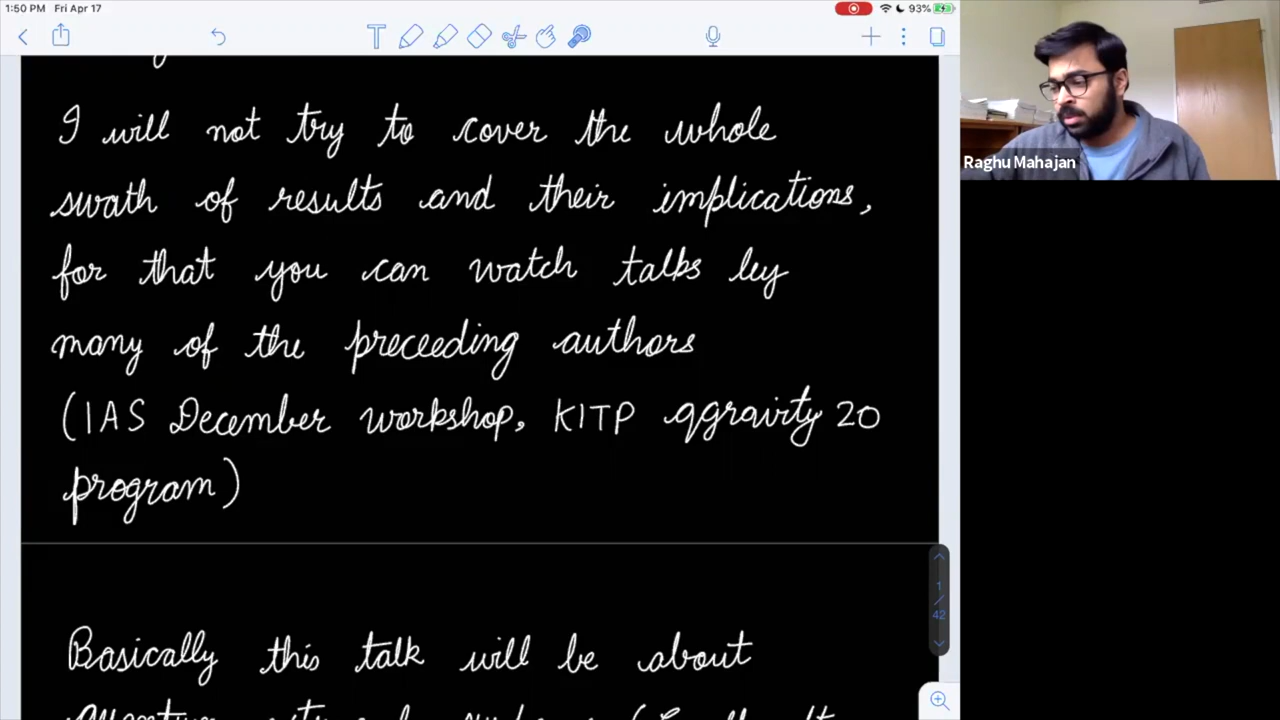 1:50 PM Fri Apr 17
93%
I will not try to cover the whole
swath of results and their implications,
for that you can watch talks by
many of the preceeding authors
(IAS December workshop, KITP qgravity 20
program)
Basically this talk will be about
Raghu Mahajan
1
/
42